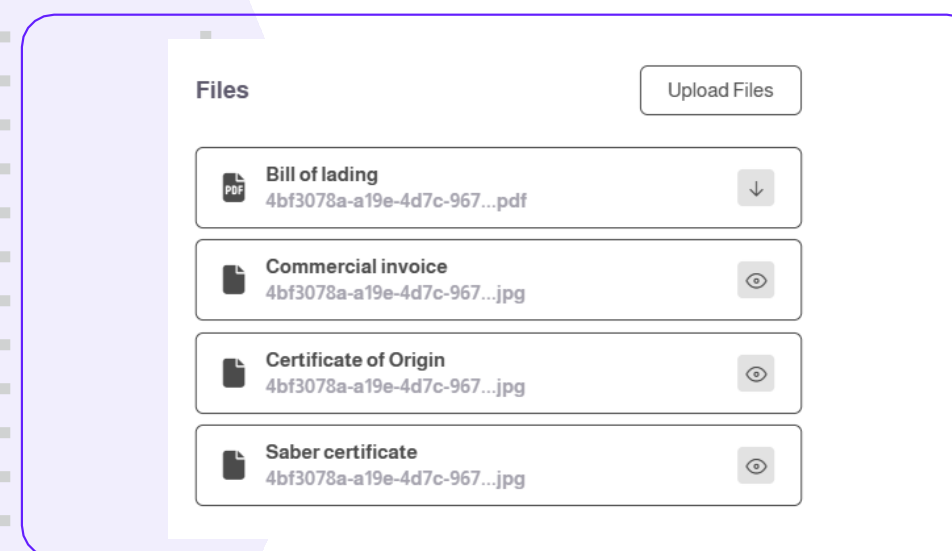 Files
Upload Files
Bill of lading
4bf3078a-a19e-4d7c-967...pdf
PDF
Commercial invoice
4bf3078a-a19e-4d7c-967...jpg
Certificate of Origin
4bf3078a-a19e-4d7c-967...jpg
Saber certificate
4bf3078a-a19e-4d7c-967...jpg